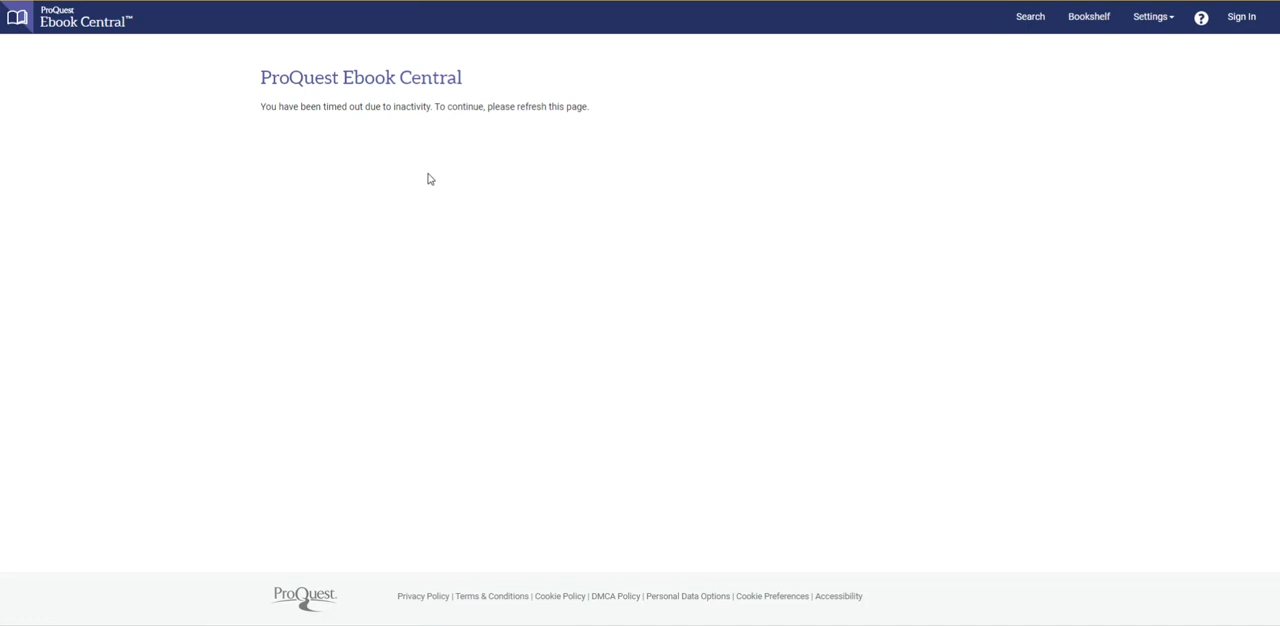 ProQuest
Ebook Central™
Search Bookshelf Settings ? Sign In
ProQuest Ebook Central
You have been timed out due to inactivity. To continue, please refresh this page.
ProQuest.
Privacy Policy | Terms & Conditions | Cookie Policy | DMCA Policy | Personal Data Options | Cookie Preferences | Accessibility